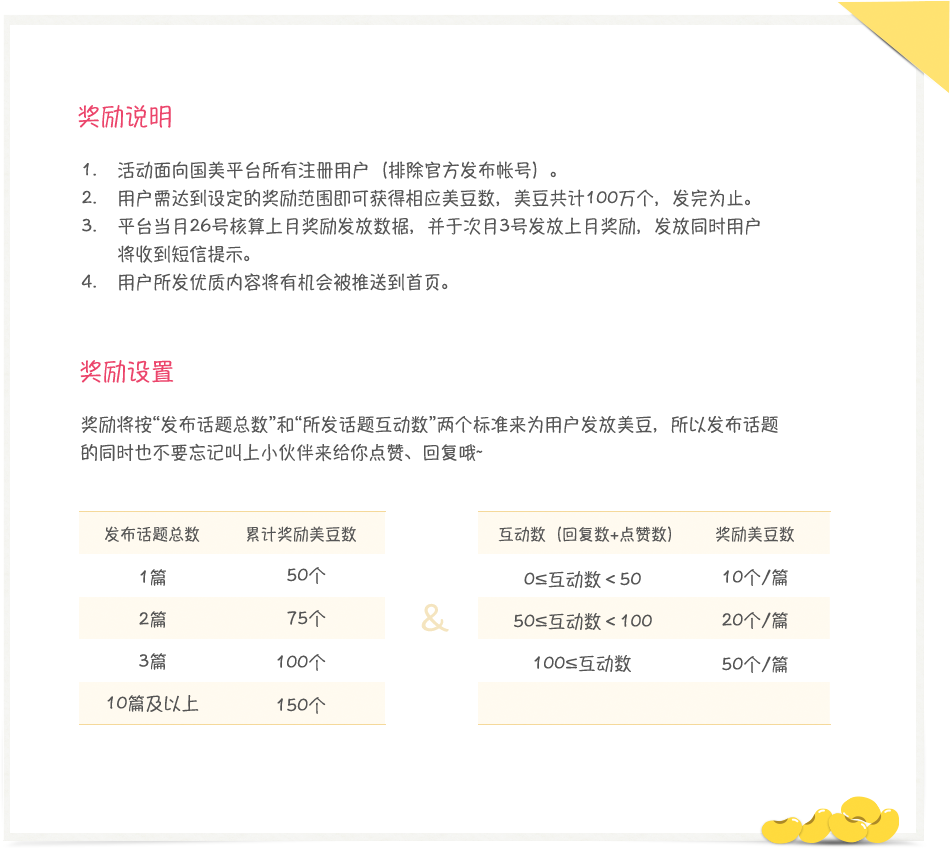 奖励说明
1. 活动面向国美平台所有注册用户（排除官方发布帐号）。
2. 用户需达到设定的奖励范围即可获得相应美豆数，美豆共计100万个，发完为止。
3. 平台当月26号核算上月奖励发放数据，并于次月3号发放上月奖励，发放同时用户
将收到短信提示。
4. 用户所发优质内容将有机会被推送到首页。
奖励设置
奖励将按“发布话题总数”和“所发话题互动数”两个标准来为用户发放美豆，所以发布话题
的同时也不要忘记叫上小伙伴来给你点赞、回复哦~
发布话题总数 累计奖励美豆数
1篇 50个
2篇 75个
3篇 100个
10篇及以上 150个
&
互动数（回复数+点赞数） 奖励美豆数
0≤互动数＜50 10个/篇
50≤互动数＜100 20个/篇
100≤互动数 50个/篇